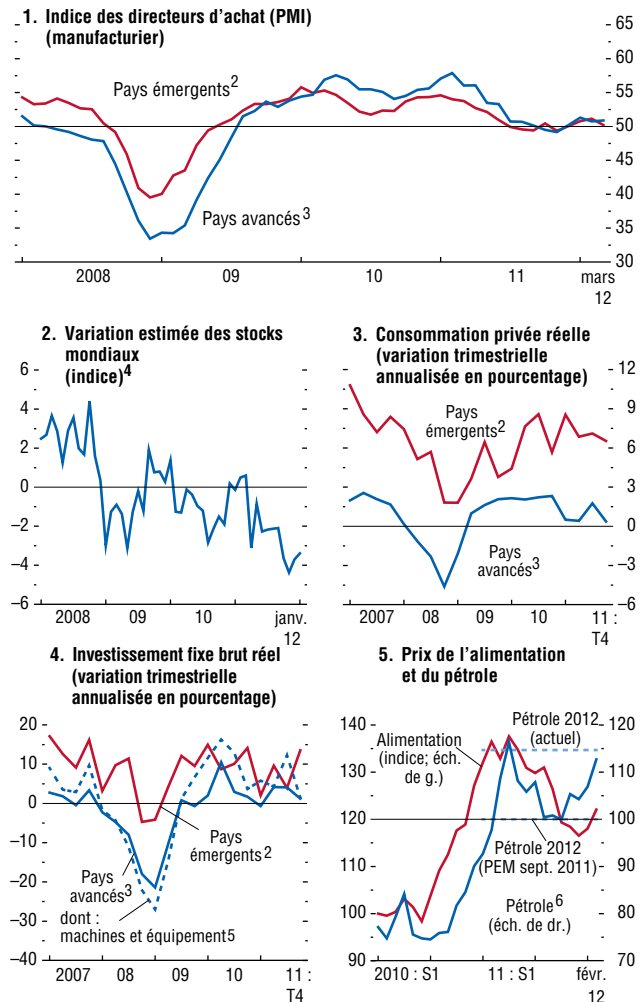 1. Indice des directeurs d’achat (PMI)
(manufacturier)
65
60
55
50
45
40
35
30
Pays émergents2
Pays avancés3
2008
09
10
11
mars
12
2. Variation estimée des stocks
mondiaux
(indice)4
6
4
2
0
–2
–4
–6
2008
09
10
janv.
12
3. Consommation privée réelle
(variation trimestrielle
annualisée en pourcentage)
12
9
6
3
0
–3
–6
Pays
émergents2
Pays
avancés3
2007
08
09
10
11 :
T4
4. Investissement fixe brut réel
(variation trimestrielle
annualisée en pourcentage)
20
10
0
–10
–20
–30
–40
Pays
émergents2
Pays
avancés3
dont :
machines et équipement5
2007
08
09
10
11 :
T4
5. Prix de l’alimentation
et du pétrole
140
130
120
110
100
90
120
110
100
90
80
70
Alimentation
(indice; éch.
de g.)
Pétrole 2012
(actuel)
Pétrole 2012
(PEM sept. 2011)
Pétrole6
(éch. de dr.)
2010 : S1
11 : S1
févr.
12